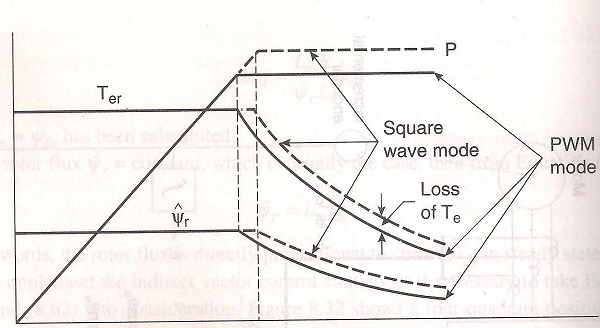 P
T_er
Square
wave mode
PWM
mode
Loss
of T_e
ψ̂_r